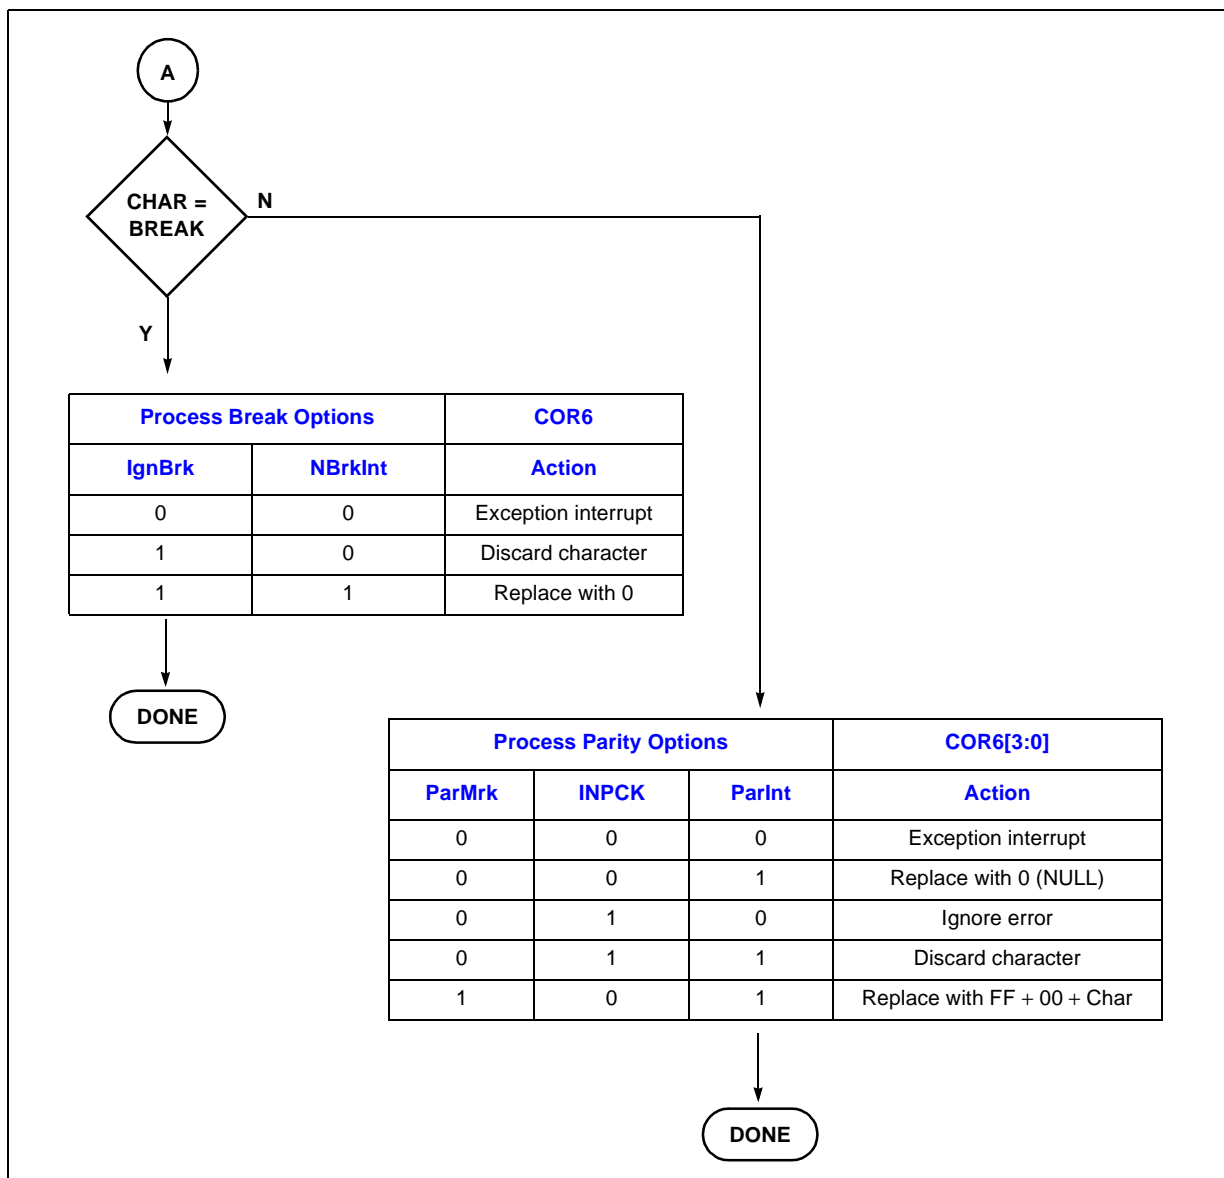 A
CHAR =
BREAK
N
Y
Process Break Options COR6
IgnBrk NBrkInt Action
0 0 Exception interrupt
1 0 Discard character
1 1 Replace with 0
DONE
Process Parity Options COR6[3:0]
ParMrk INPCK ParInt Action
0 0 0 Exception interrupt
0 0 1 Replace with 0 (NULL)
0 1 0 Ignore error
0 1 1 Discard character
1 0 1 Replace with FF + 00 + Char
DONE